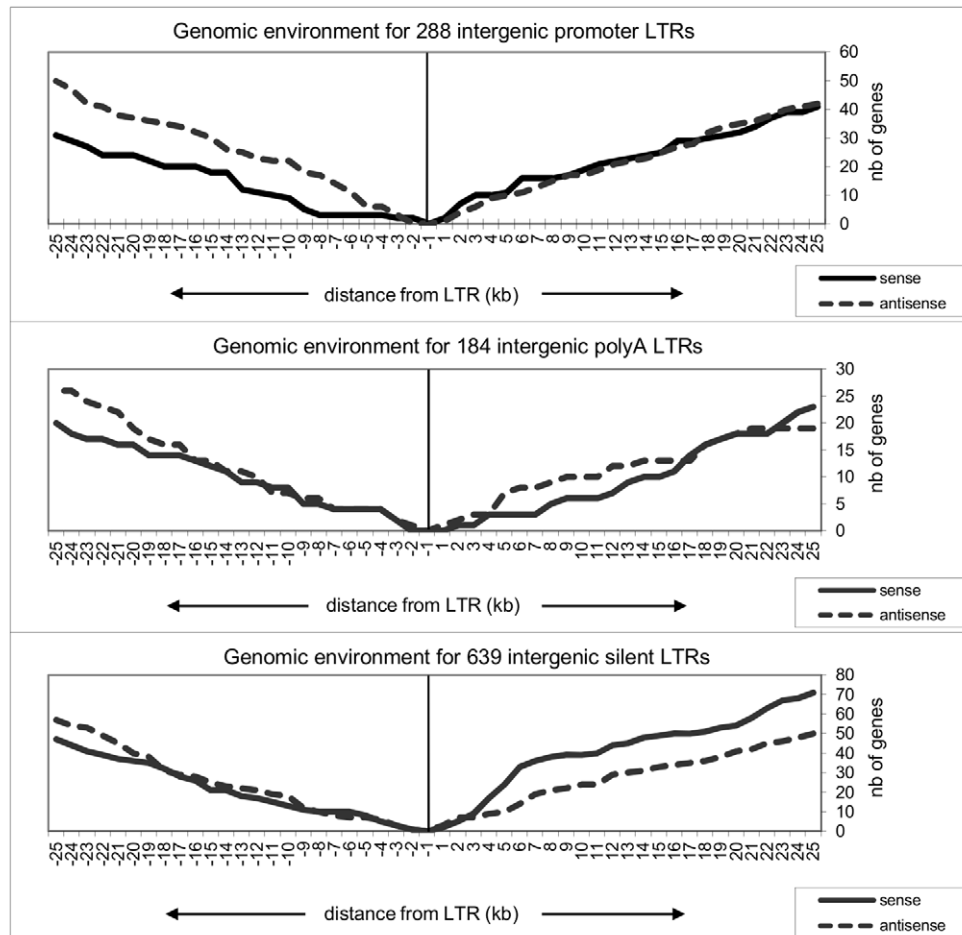 Genomic environment for 288 intergenic promoter LTRs
60
50
40
30
20
10
0
nb of genes
-25 -24 -23 -22 -21 -20 -19 -18 -17 -16 -15 -14 -13 -12 -11 -10 -9 -8 -7 -6 -5 -4 -3 -2 -1 1 2 3 4 5 6 7 8 9 10 11 12 13 14 15 16 17 18 19 20 21 22 23 24 25
distance from LTR (kb)
sense
antisense
Genomic environment for 184 intergenic polyA LTRs
30
25
20
15
10
5
0
nb of genes
-25 -24 -23 -22 -21 -20 -19 -18 -17 -16 -15 -14 -13 -12 -11 -10 -9 -8 -7 -6 -5 -4 -3 -2 -1 1 2 3 4 5 6 7 8 9 10 11 12 13 14 15 16 17 18 19 20 21 22 23 24 25
distance from LTR (kb)
sense
antisense
Genomic environment for 639 intergenic silent LTRs
80
70
60
50
40
30
20
10
0
nb of genes
-25 -24 -23 -22 -21 -20 -19 -18 -17 -16 -15 -14 -13 -12 -11 -10 -9 -8 -7 -6 -5 -4 -3 -2 -1 1 2 3 4 5 6 7 8 9 10 11 12 13 14 15 16 17 18 19 20 21 22 23 24 25
distance from LTR (kb)
sense
antisense